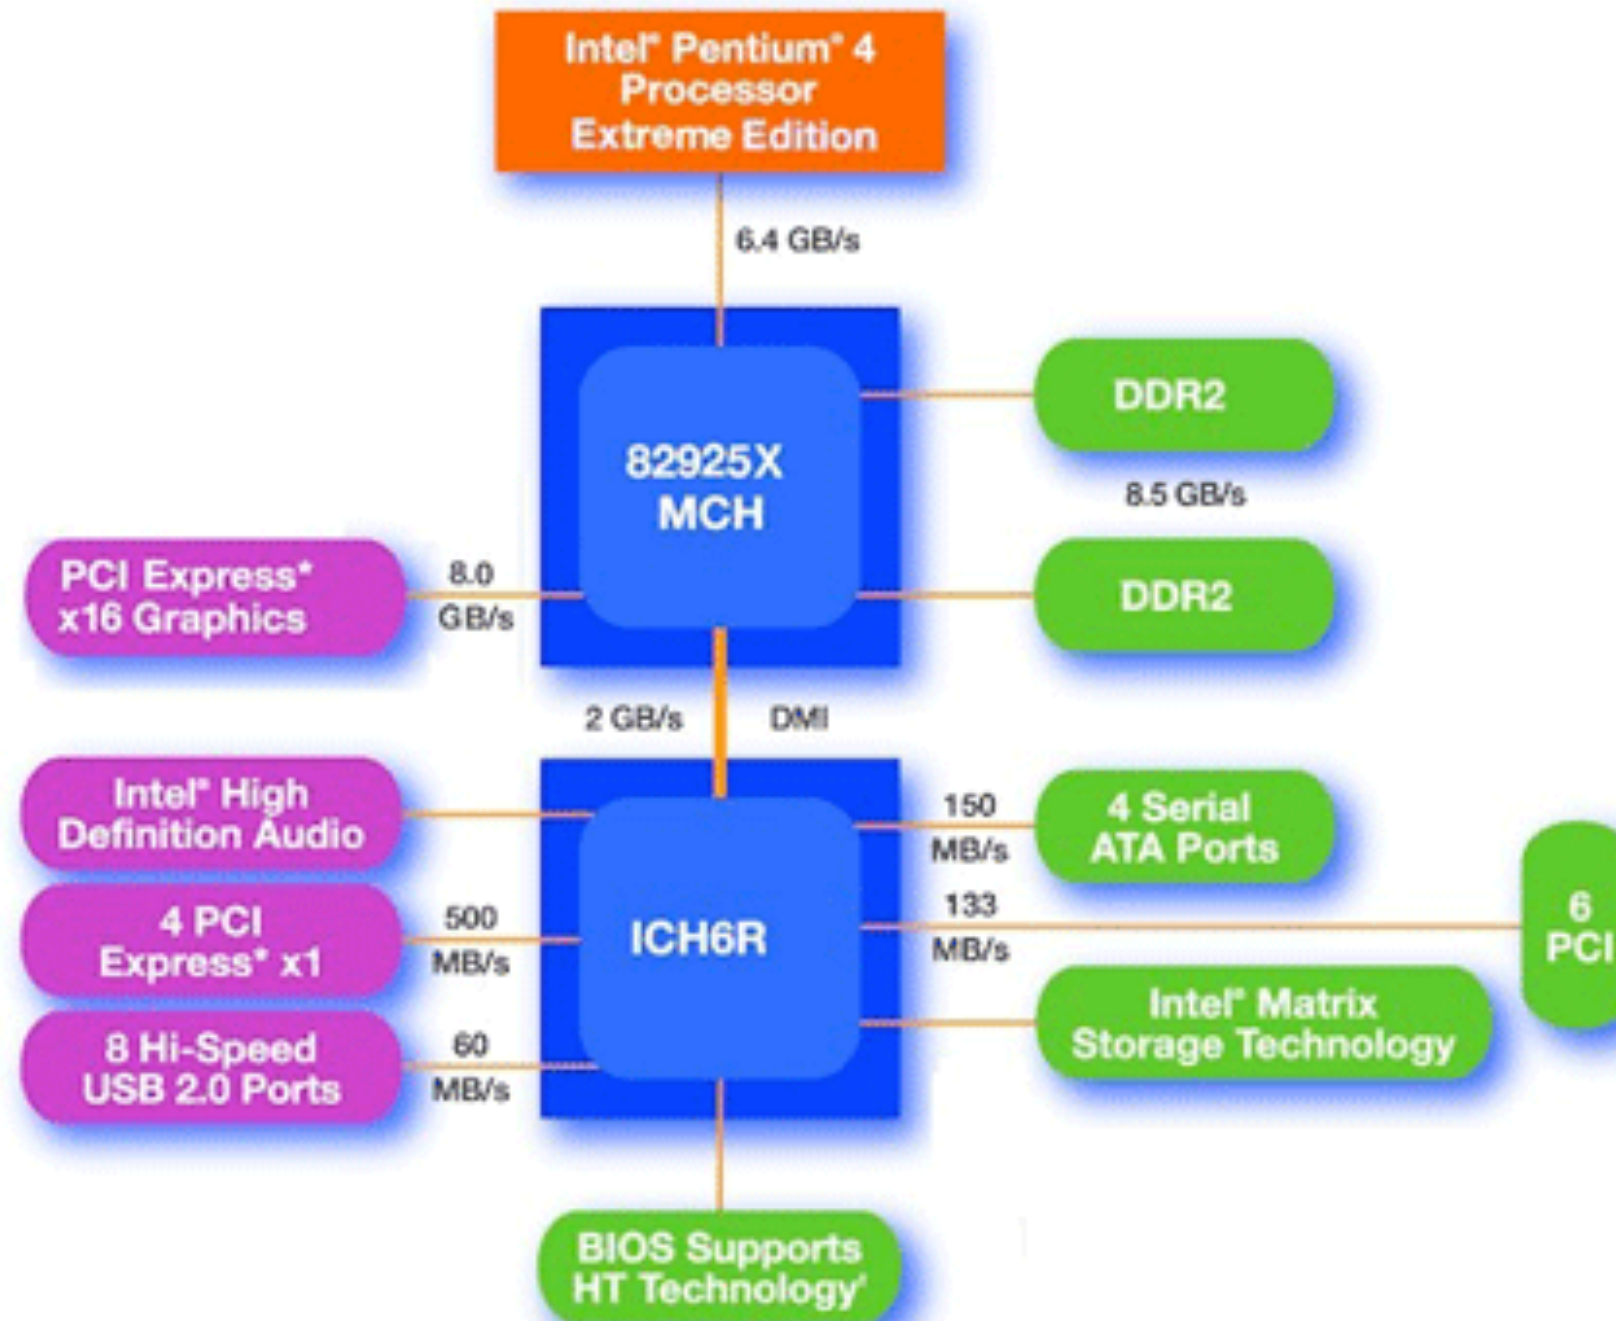 Intel® Pentium® 4
Processor
Extreme Edition
6.4 GB/s
DDR2
82925X
MCH
8.5 GB/s
PCI Express*
x16 Graphics
8.0
GB/s
DDR2
2 GB/s
DMI
Intel® High
Definition Audio
150
MB/s
4 Serial
ATA Ports
4 PCI
Express* x1
500
MB/s
ICH6R
133
MB/s
6
PCI
8 Hi-Speed
USB 2.0 Ports
60
MB/s
Intel® Matrix
Storage Technology
BIOS Supports
HT Technology¹